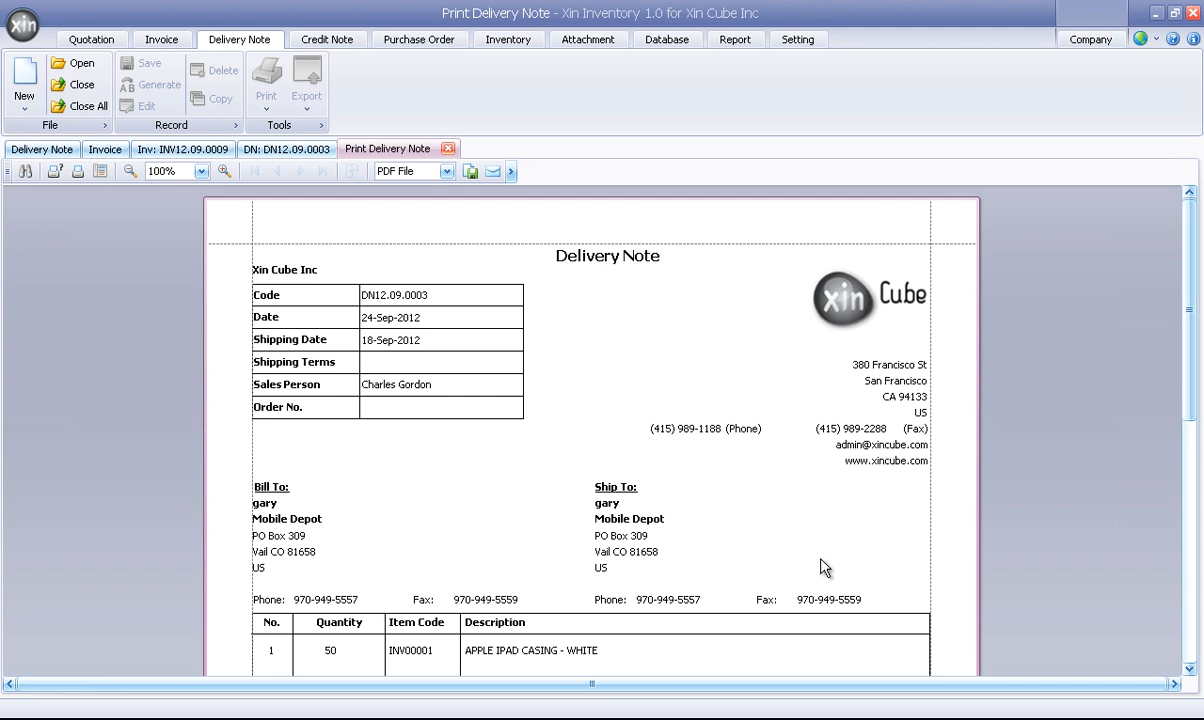 Print Delivery Note - Xin Inventory 1.0 for Xin Cube Inc
xin
Quotation Invoice Delivery Note Credit Note Purchase Order Inventory Attachment Database Report Setting Company
New
Open
Close
Close All
File
Save
AB Generate
Edit
Delete
Copy
Record
Print
Export
Tools
Delivery Note Invoice Inv: INV12.09.0009 DN: DN12.09.0003 Print Delivery Note
100% PDF File
Delivery Note
Xin Cube Inc
xin Cube
Code DN12.09.0003
Date 24-Sep-2012
Shipping Date 18-Sep-2012
Shipping Terms
Sales Person Charles Gordon
Order No.
380 Francisco St
San Francisco
CA 94133
US
(415) 989-1188 (Phone) (415) 989-2288 (Fax)
admin@xincube.com
www.xincube.com
Bill To: Ship To:
gary gary
Mobile Depot Mobile Depot
PO Box 309 PO Box 309
Vail CO 81658 Vail CO 81658
US US
Phone: 970-949-5557 Fax: 970-949-5559 Phone: 970-949-5557 Fax: 970-949-5559
No. Quantity Item Code Description
1 50 INV00001 APPLE IPAD CASING - WHITE